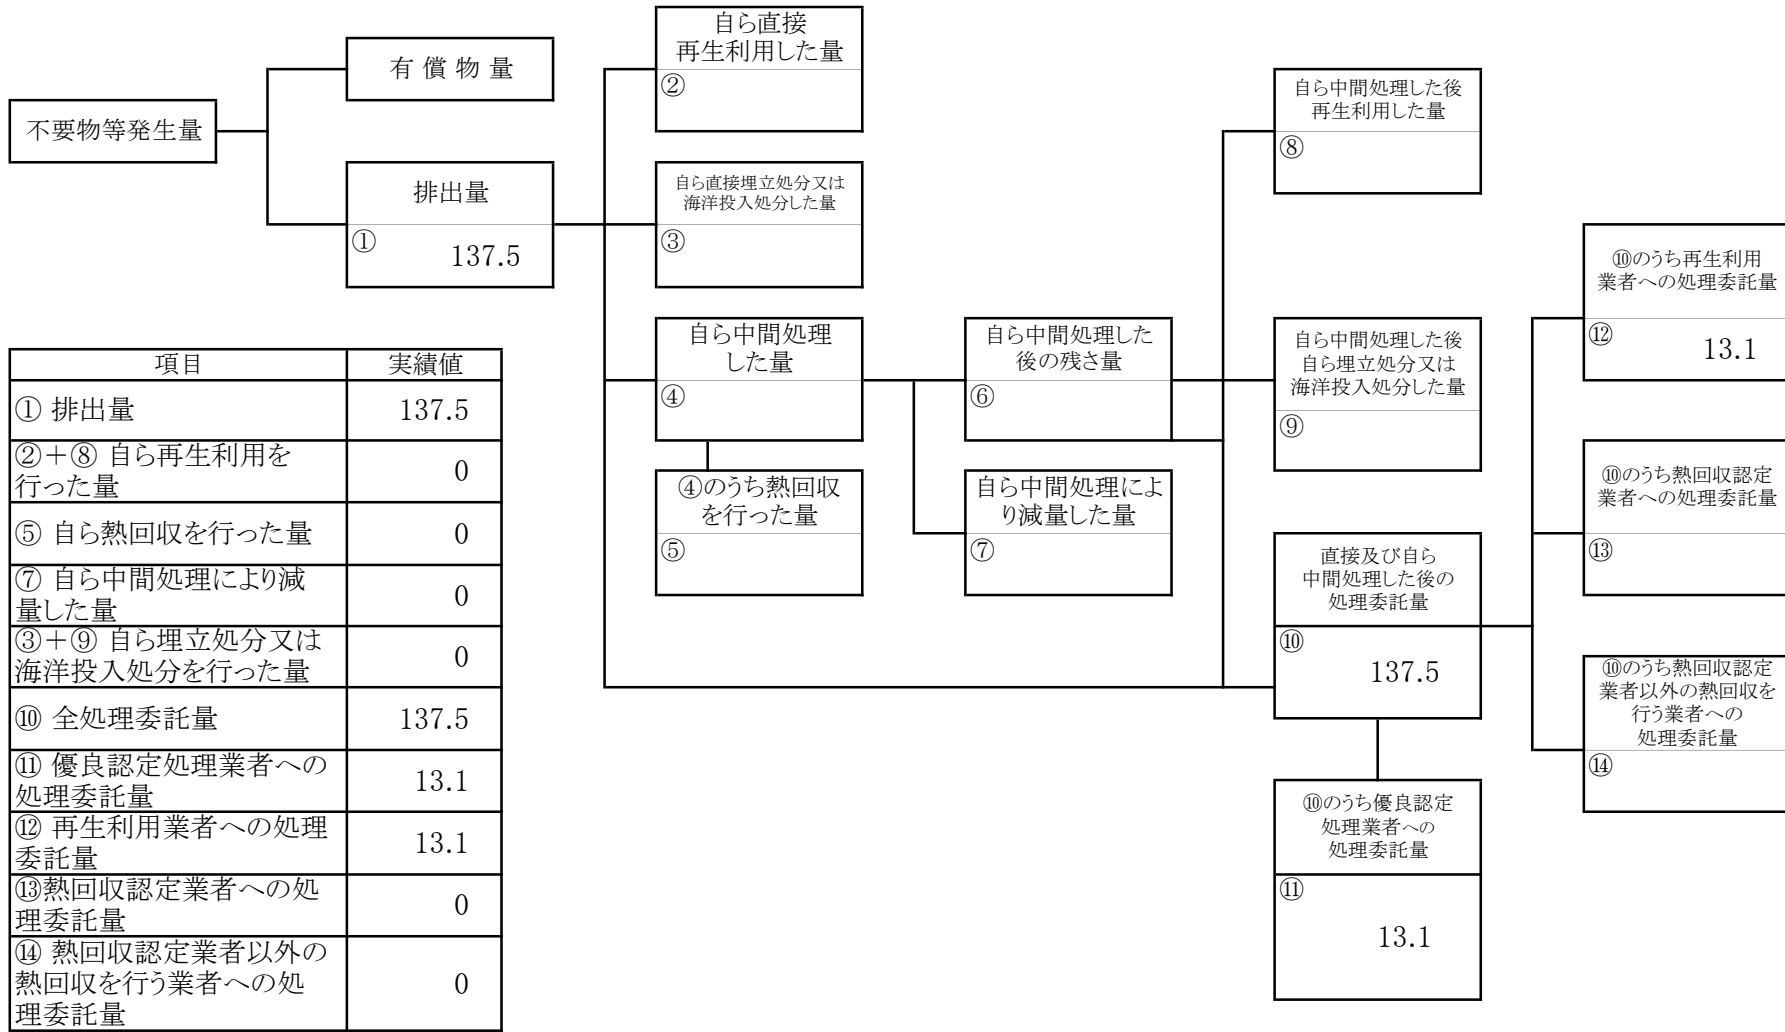 不要物等発生量
有 償 物 量
排出量
①
137.5
自ら直接
再生利用した量
②
自ら直接埋立処分又は
海洋投入処分した量
③
自ら中間処理
した量
④
④のうち熱回収
を行った量
⑤
自ら中間処理した
後の残さ量
⑥
自ら中間処理によ
り減量した量
⑦
自ら中間処理した後
再生利用した量
⑧
自ら中間処理した後
自ら埋立処分又は
海洋投入処分した量
⑨
直接及び自ら
中間処理した後の
処理委託量
⑩
137.5
⑩のうち優良認定
処理業者への
処理委託量
⑪
13.1
⑩のうち再生利用
業者への処理委託量
⑫
13.1
⑩のうち熱回収認定
業者への処理委託量
⑬
⑩のうち熱回収認定
業者以外の熱回収を
行う業者への
処理委託量
⑭
項目 実績値
① 排出量 137.5
②＋⑧ 自ら再生利用を
行った量 0
⑤ 自ら熱回収を行った量 0
⑦ 自ら中間処理により減
量した量 0
③＋⑨ 自ら埋立処分又は
海洋投入処分を行った量 0
⑩ 全処理委託量 137.5
⑪ 優良認定処理業者への
処理委託量 13.1
⑫ 再生利用業者への処理
委託量 13.1
⑬熱回収認定業者への処
理委託量 0
⑭ 熱回収認定業者以外の
熱回収を行う業者への処
理委託量 0